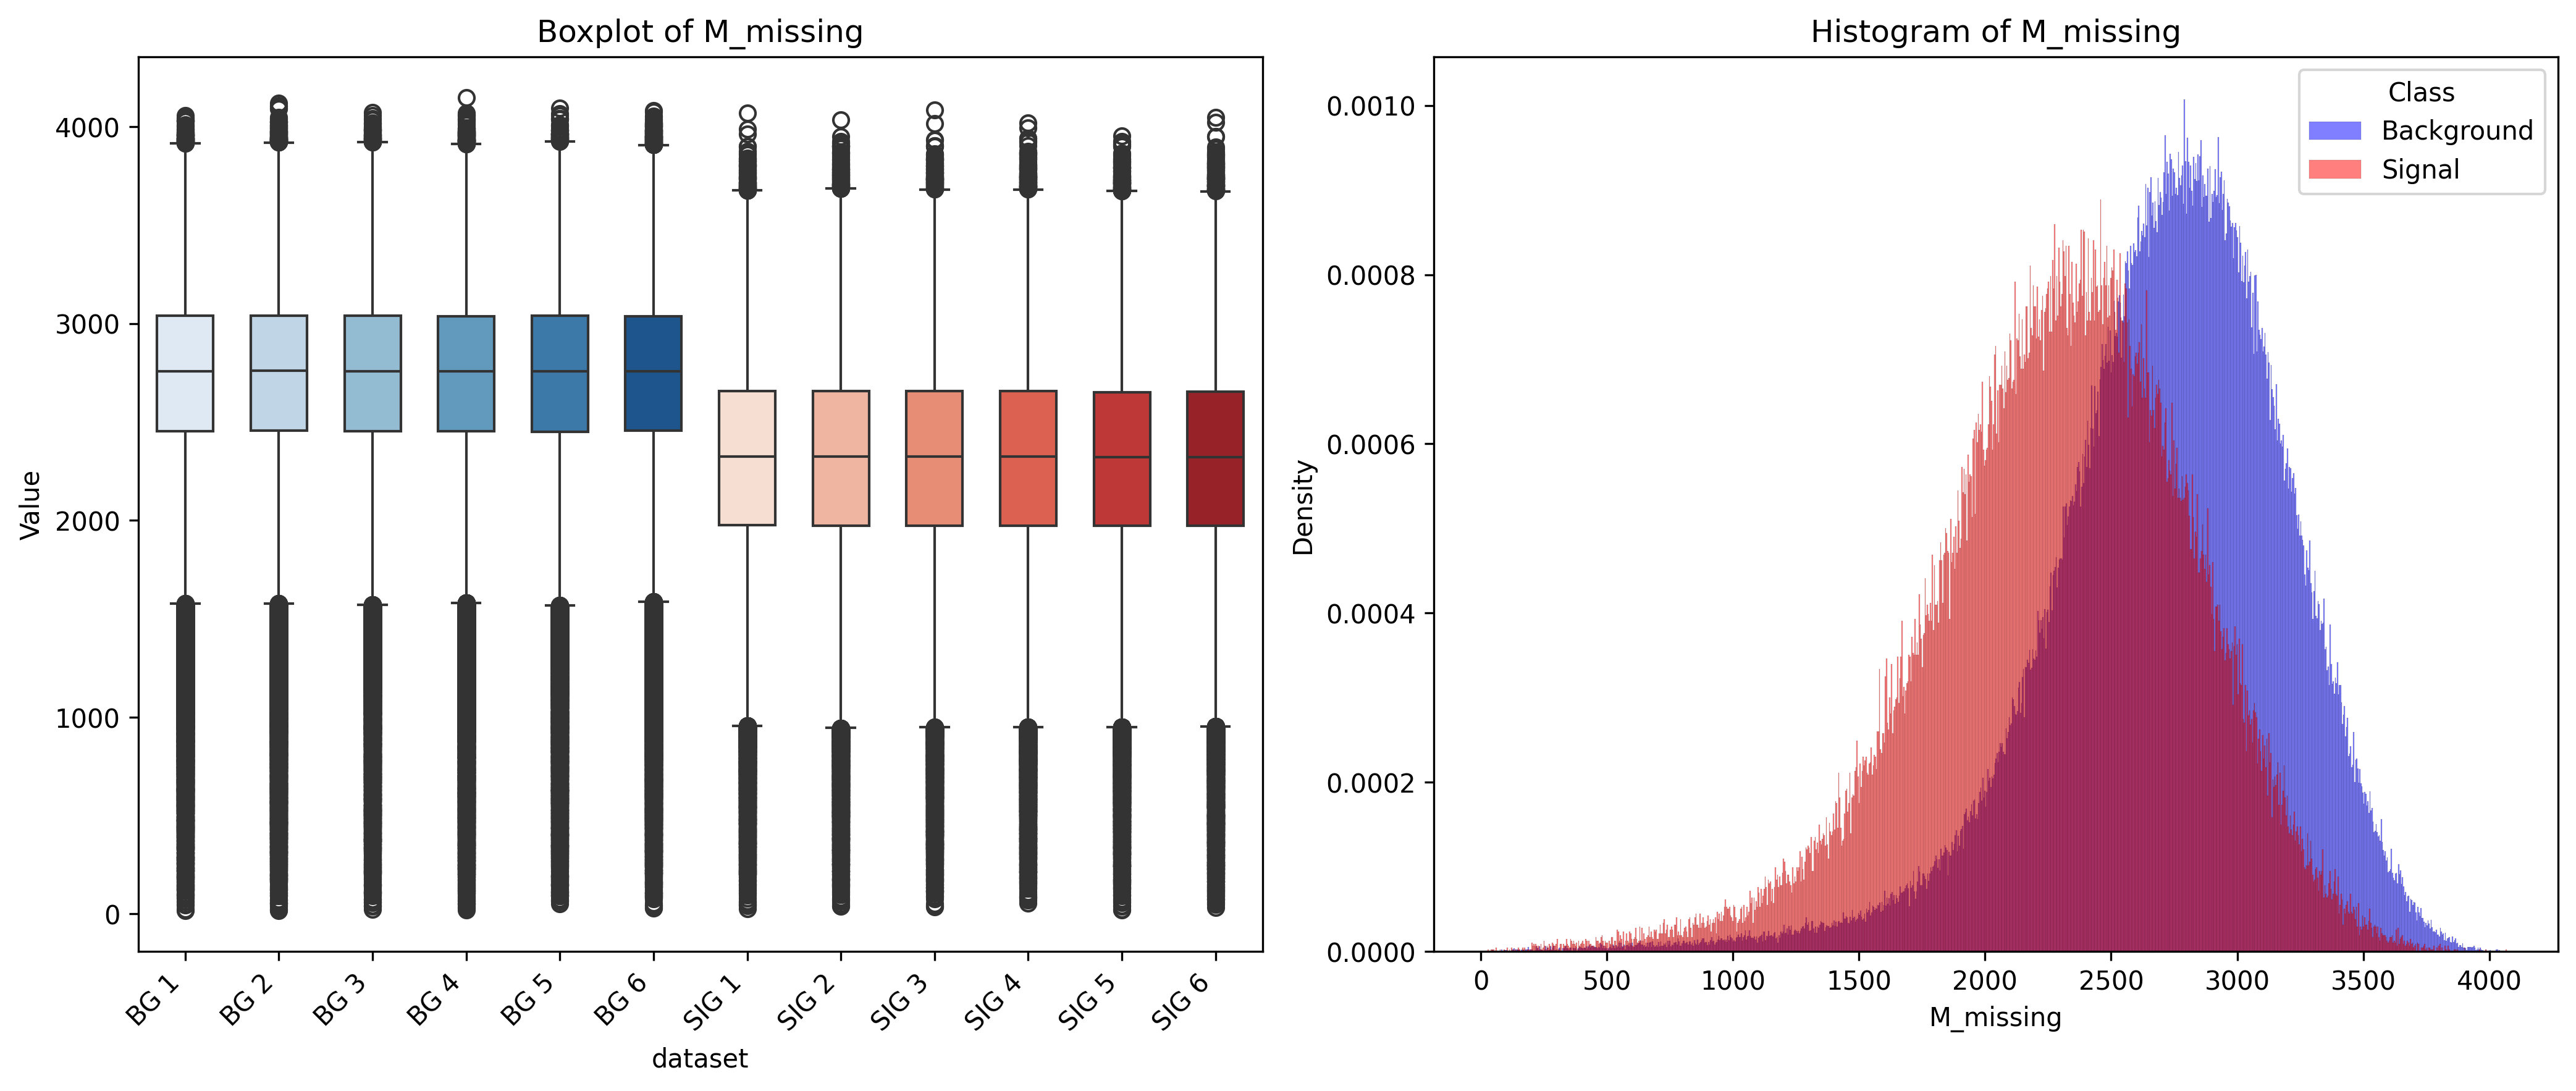 Boxplot of M_missing
Value
4000
3000
2000
1000
0
BG 1
BG 2
BG 3
BG 4
BG 5
BG 6
SIG 1
SIG 2
SIG 3
SIG 4
SIG 5
SIG 6
dataset
Histogram of M_missing
Density
0.0010
0.0008
0.0006
0.0004
0.0002
0.0000
0
500
1000
1500
2000
2500
3000
3500
4000
M_missing
Class
Background
Signal